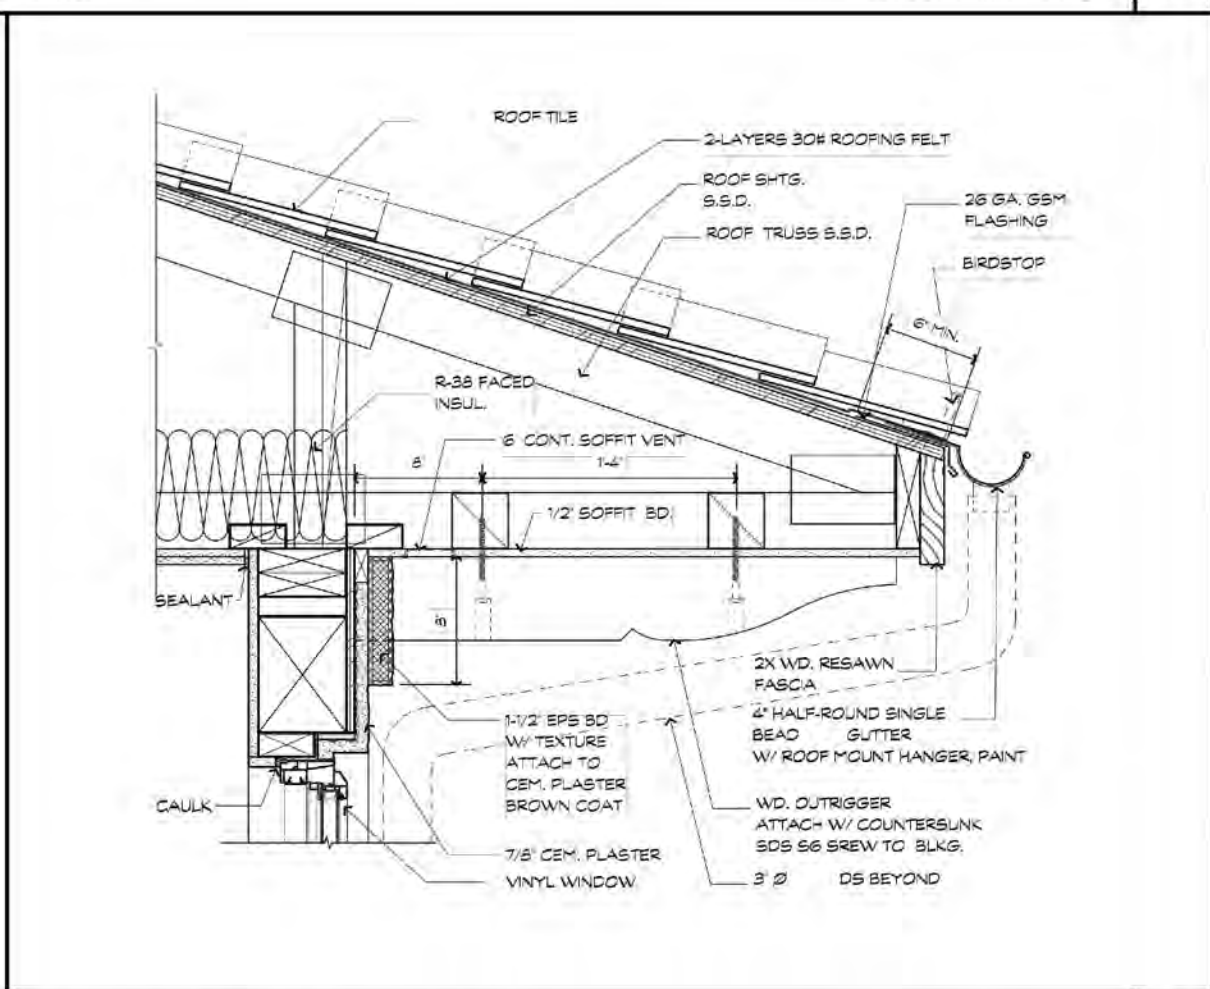 ROOF TILE
2-LAYERS 30# ROOFING FELT
ROOF SHTG.
S.S.D.
ROOF TRUSS S.S.D.
26 GA. GSM
FLASHING
BIRDSTOP
6" MIN.
R-38 FACED
INSUL.
6 CONT. SOFFIT VENT
8"
1'-4"
1/2" SOFFIT BD.
SEALANT
8"
2X WD. RESAWN
FASCIA
4" HALF-ROUND SINGLE
BEAD GUTTER
W/ ROOF MOUNT HANGER, PAINT
1-1/2" EPS BD
W/ TEXTURE
ATTACH TO
CEM. PLASTER
BROWN COAT
CAULK
WD. OUTRIGGER
ATTACH W/ COUNTERSUNK
SDS S6 SREW TO BLKG.
7/8" CEM. PLASTER
VINYL WINDOW
3" Ø DS BEYOND